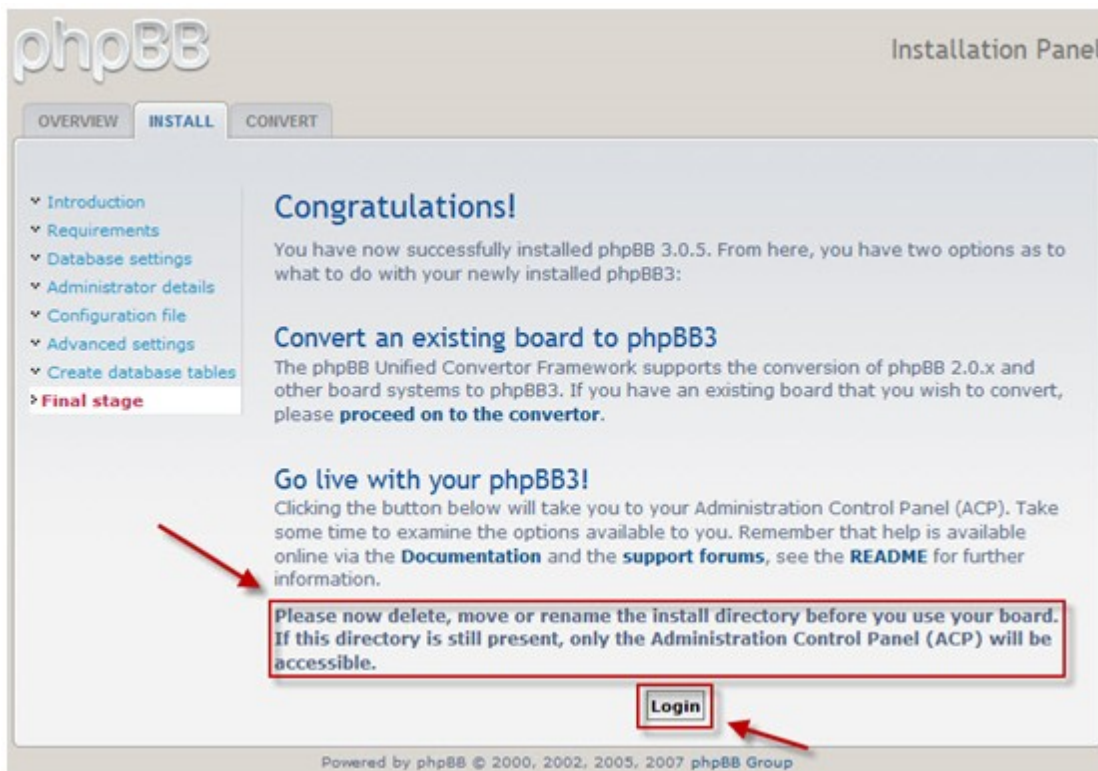 phpBB
Installation Panel
OVERVIEW INSTALL CONVERT
Introduction
Requirements
Database settings
Administrator details
Configuration file
Advanced settings
Create database tables
Final stage
Congratulations!
You have now successfully installed phpBB 3.0.5. From here, you have two options as to
what to do with your newly installed phpBB3:
Convert an existing board to phpBB3
The phpBB Unified Convertor Framework supports the conversion of phpBB 2.0.x and
other board systems to phpBB3. If you have an existing board that you wish to convert,
please proceed on to the convertor.
Go live with your phpBB3!
Clicking the button below will take you to your Administration Control Panel (ACP). Take
some time to examine the options available to you. Remember that help is available
online via the Documentation and the support forums, see the README for further
information.
Please now delete, move or rename the install directory before you use your board.
If this directory is still present, only the Administration Control Panel (ACP) will be
accessible.
Login
Powered by phpBB © 2000, 2002, 2005, 2007 phpBB Group